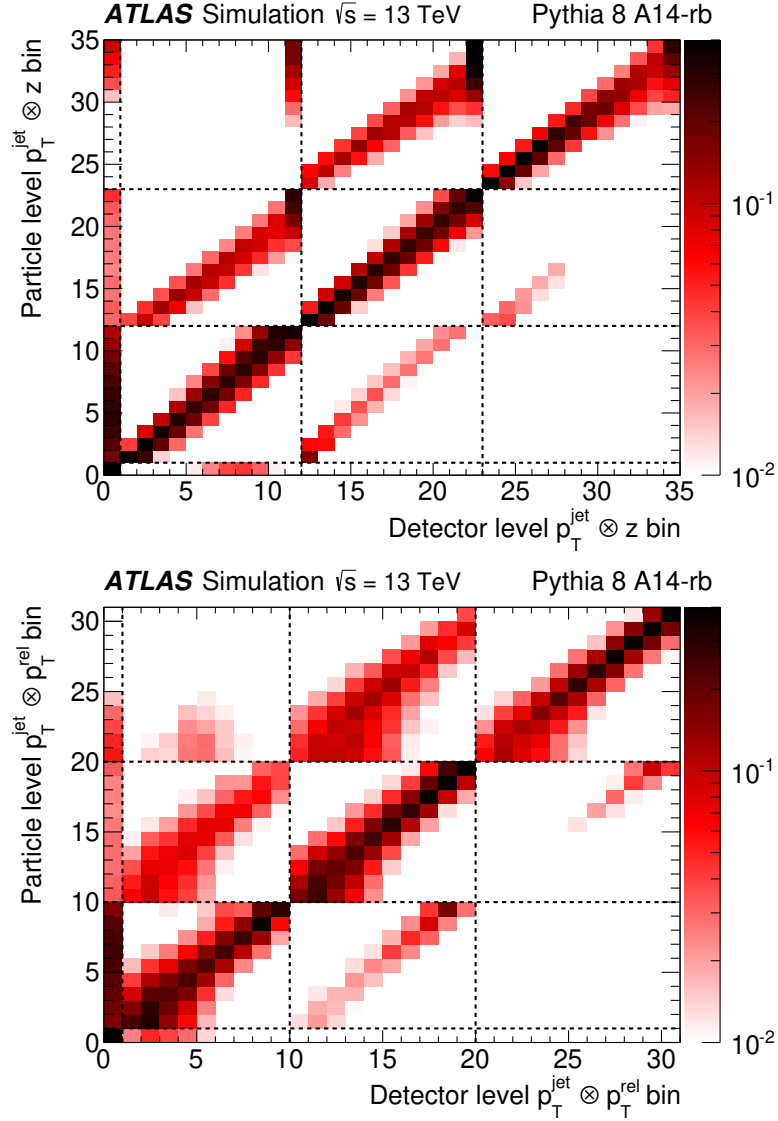 ATLAS Simulation √s = 13 TeV Pythia 8 A14-rb
Particle level p_T^jet ⊗ z bin
35
30
25
20
15
10
5
0
0 5 10 15 20 25 30 35
Detector level p_T^jet ⊗ z bin
10^-1
10^-2
ATLAS Simulation √s = 13 TeV Pythia 8 A14-rb
Particle level p_T^jet ⊗ p_T^rel bin
30
25
20
15
10
5
0
0 5 10 15 20 25 30
Detector level p_T^jet ⊗ p_T^rel bin
10^-1
10^-2